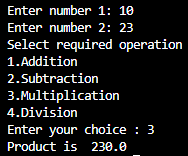 Enter number 1: 10
Enter number 2: 23
Select required operation
1.Addition
2.Subtraction
3.Multiplication
4.Division
Enter your choice : 3
Product is  230.0